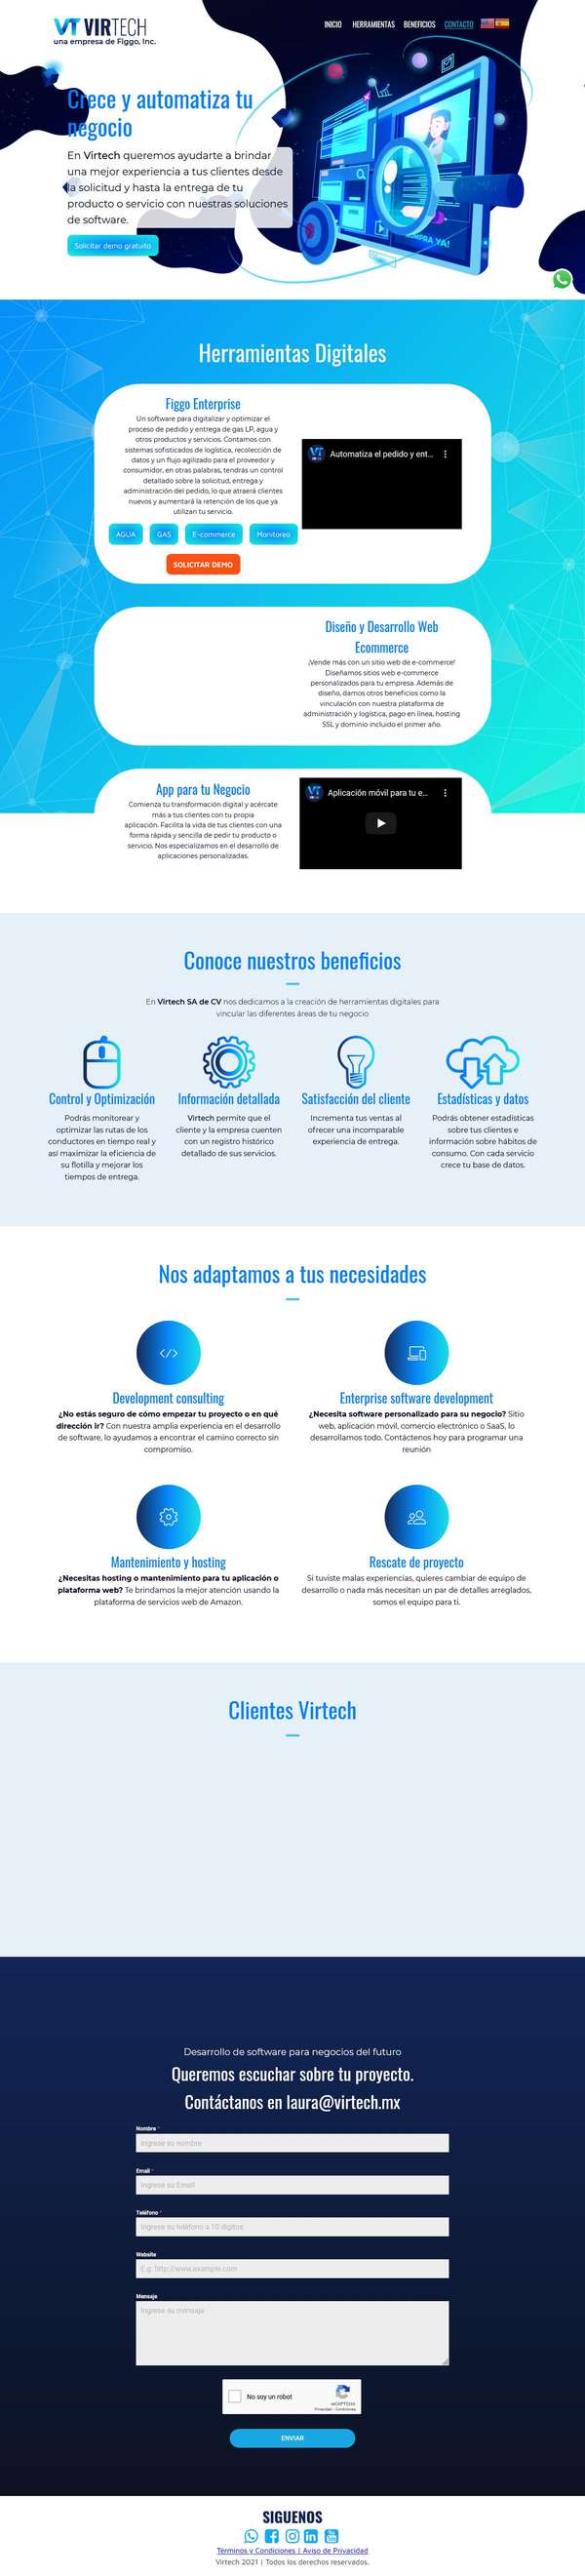 VT VIRTECH
una empresa de Figgo, Inc.
INICIO HERRAMIENTAS BENEFICIOS CONTACTO
Crece y automatiza tu
negocio
En Virtech queremos ayudarte a brindar
una mejor experiencia a tus clientes desde
la solicitud y hasta la entrega de tu
producto o servicio con nuestras soluciones
de software.
Solicitar demo gratuito
COMPRA YA!
Herramientas Digitales
Figgo Enterprise
Un software para digitalizar y optimizar el
proceso de pedido y entrega de gas LP, agua y
otros productos y servicios. Contamos con
sistemas sofisticados de logística, recolección de
datos y un flujo agilizado para el proveedor y
consumidor, en otras palabras, tendrás un control
detallado sobre la solicitud, entrega y
administración del pedido, lo que atraerá clientes
nuevos y aumentará la retención de los que ya
utilizan tu servicio.
AGUA GAS E-commerce Monitoreo
SOLICITAR DEMO
VT Automatiza el pedido y ent...
Diseño y Desarrollo Web
Ecommerce
¡Vende más con un sitio web de e-commerce!
Diseñamos sitios web e-commerce
personalizados para tu empresa. Además de
diseño, damos otros beneficios como la
vinculación con nuestra plataforma de
administración y logística, pago en línea, hosting
SSL y dominio incluido el primer año.
App para tu Negocio
Comienza tu transformación digital y acércate
más a tus clientes con tu propia
aplicación. Facilita la vida de tus clientes con una
forma rápida y sencilla de pedir tu producto o
servicio. Nos especializamos en el desarrollo de
aplicaciones personalizadas.
VT Aplicación móvil para tu e...
Conoce nuestros beneficios
En Virtech SA de CV nos dedicamos a la creación de herramientas digitales para
vincular las diferentes áreas de tu negocio
Control y Optimización
Podrás monitorear y
optimizar las rutas de los
conductores en tiempo real y
así maximizar la eficiencia de
su flotilla y mejorar los
tiempos de entrega.
Información detallada
Virtech permite que el
cliente y la empresa cuenten
con un registro histórico
detallado de sus servicios.
Satisfacción del cliente
Incrementa tus ventas al
ofrecer una incomparable
experiencia de entrega.
Estadísticas y datos
Podrás obtener estadísticas
sobre tus clientes e
información sobre hábitos de
consumo. Con cada servicio
crece tu base de datos.
Nos adaptamos a tus necesidades
Development consulting
¿No estás seguro de cómo empezar tu proyecto o en qué
dirección ir? Con nuestra amplia experiencia en el desarrollo
de software, lo ayudamos a encontrar el camino correcto sin
compromiso.
Enterprise software development
¿Necesita software personalizado para su negocio? Sitio
web, aplicación móvil, comercio electrónico o SaaS, lo
desarrollamos todo. Contáctenos hoy para programar una
reunión
Mantenimiento y hosting
¿Necesitas hosting o mantenimiento para tu aplicación o
plataforma web? Te brindamos la mejor atención usando la
plataforma de servicios web de Amazon.
Rescate de proyecto
Si tuviste malas experiencias, quieres cambiar de equipo de
desarrollo o nada más necesitan un par de detalles arreglados,
somos el equipo para ti.
Clientes Virtech
Desarrollo de software para negocios del futuro
Queremos escuchar sobre tu proyecto.
Contáctanos en laura@virtech.mx
Nombre *
Ingrese su nombre
Email *
Ingrese su Email
Teléfono *
Ingrese su teléfono a 10 digitos
Website
E.g. http://www.example.com
Mensaje
Ingrese su mensaje
No soy un robot
reCAPTCHA
Privacidad - Condiciones
ENVIAR
SIGUENOS
Términos y Condiciones | Aviso de Privacidad
Virtech 2021 | Todos los derechos reservados.